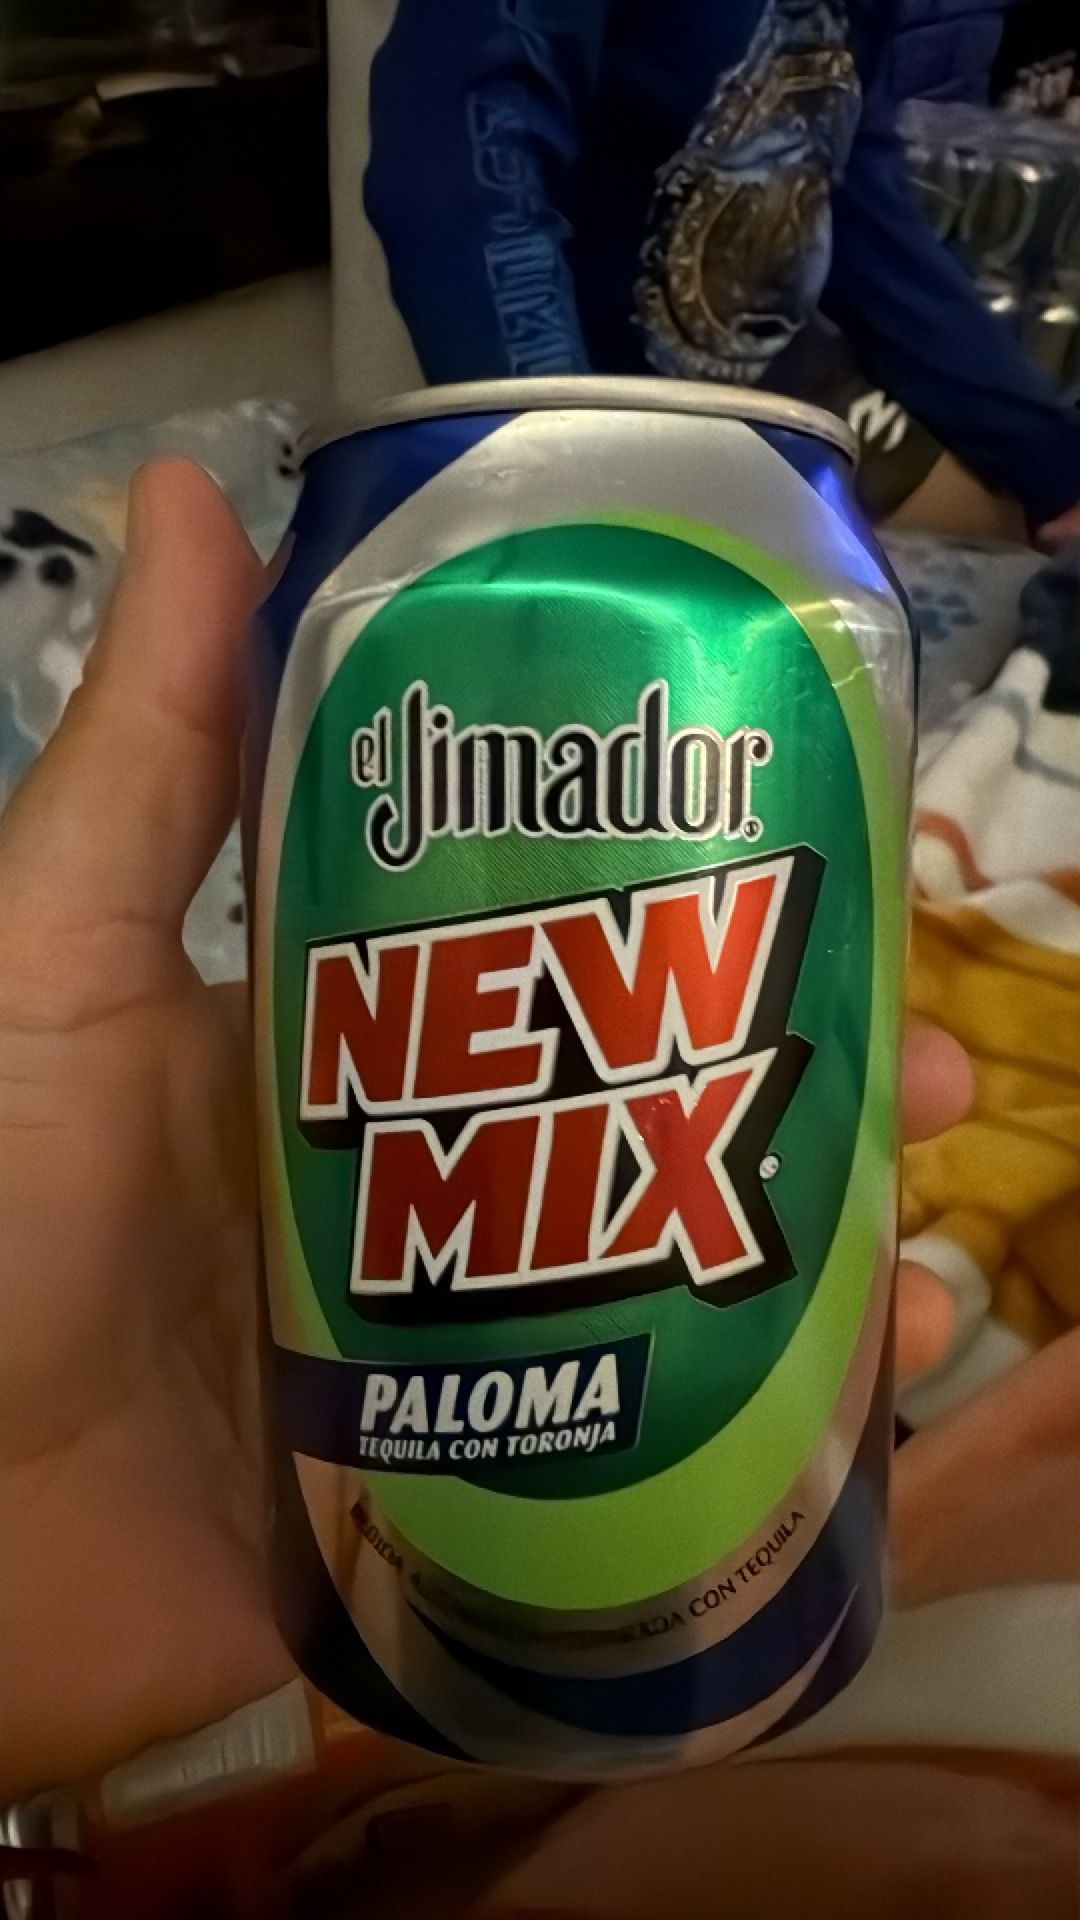 el Jimador
NEW
MIX
PALOMA
TEQUILA CON TORONJA
CON TEQUILA